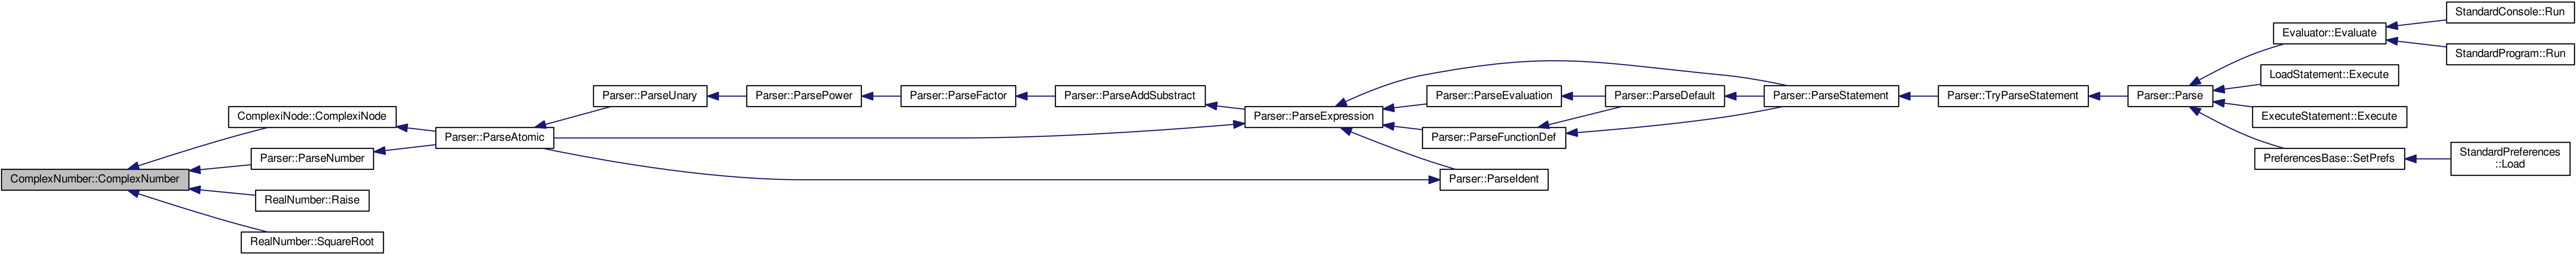 StandardConsole::Run
Evaluator::Evaluate
StandardProgram::Run
LoadStatement::Execute
Parser::ParseUnary
Parser::ParsePower
Parser::ParseFactor
Parser::ParseAddSubstract
Parser::ParseEvaluation
Parser::ParseDefault
Parser::ParseStatement
Parser::TryParseStatement
Parser::Parse
ComplexiNode::ComplexiNode
Parser::ParseExpression
ExecuteStatement::Execute
Parser::ParseAtomic
Parser::ParseFunctionDef
Parser::ParseNumber
PreferencesBase::SetPrefs
StandardPreferences
::Load
ComplexNumber::ComplexNumber
Parser::ParseIdent
RealNumber::Raise
RealNumber::SquareRoot